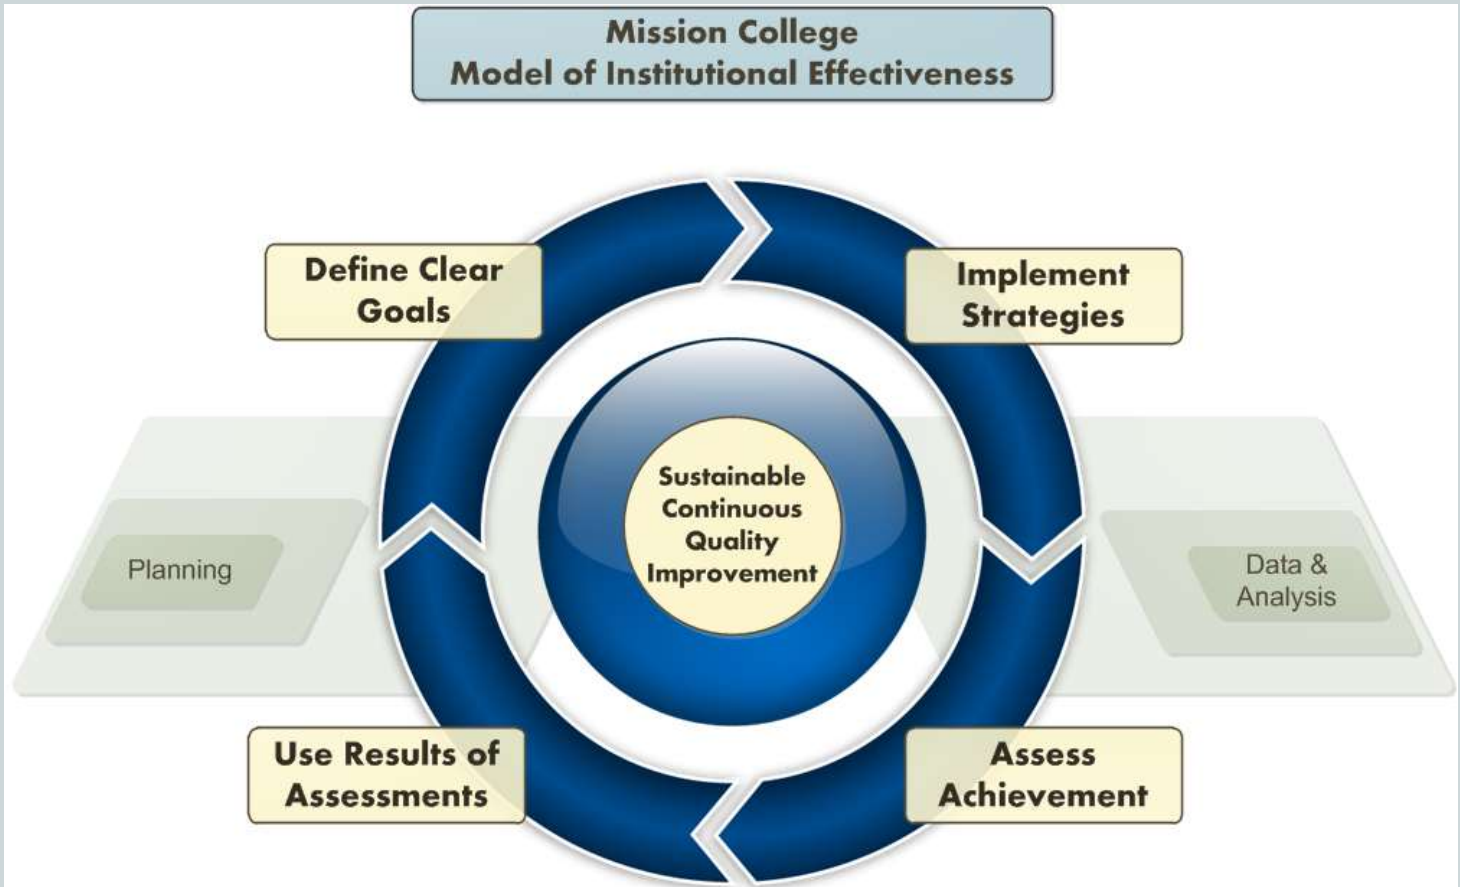 Mission College
Model of Institutional Effectiveness
Define Clear
Goals
Implement
Strategies
Sustainable
Continuous
Quality
Improvement
Planning
Data &
Analysis
Use Results of
Assessments
Assess
Achievement